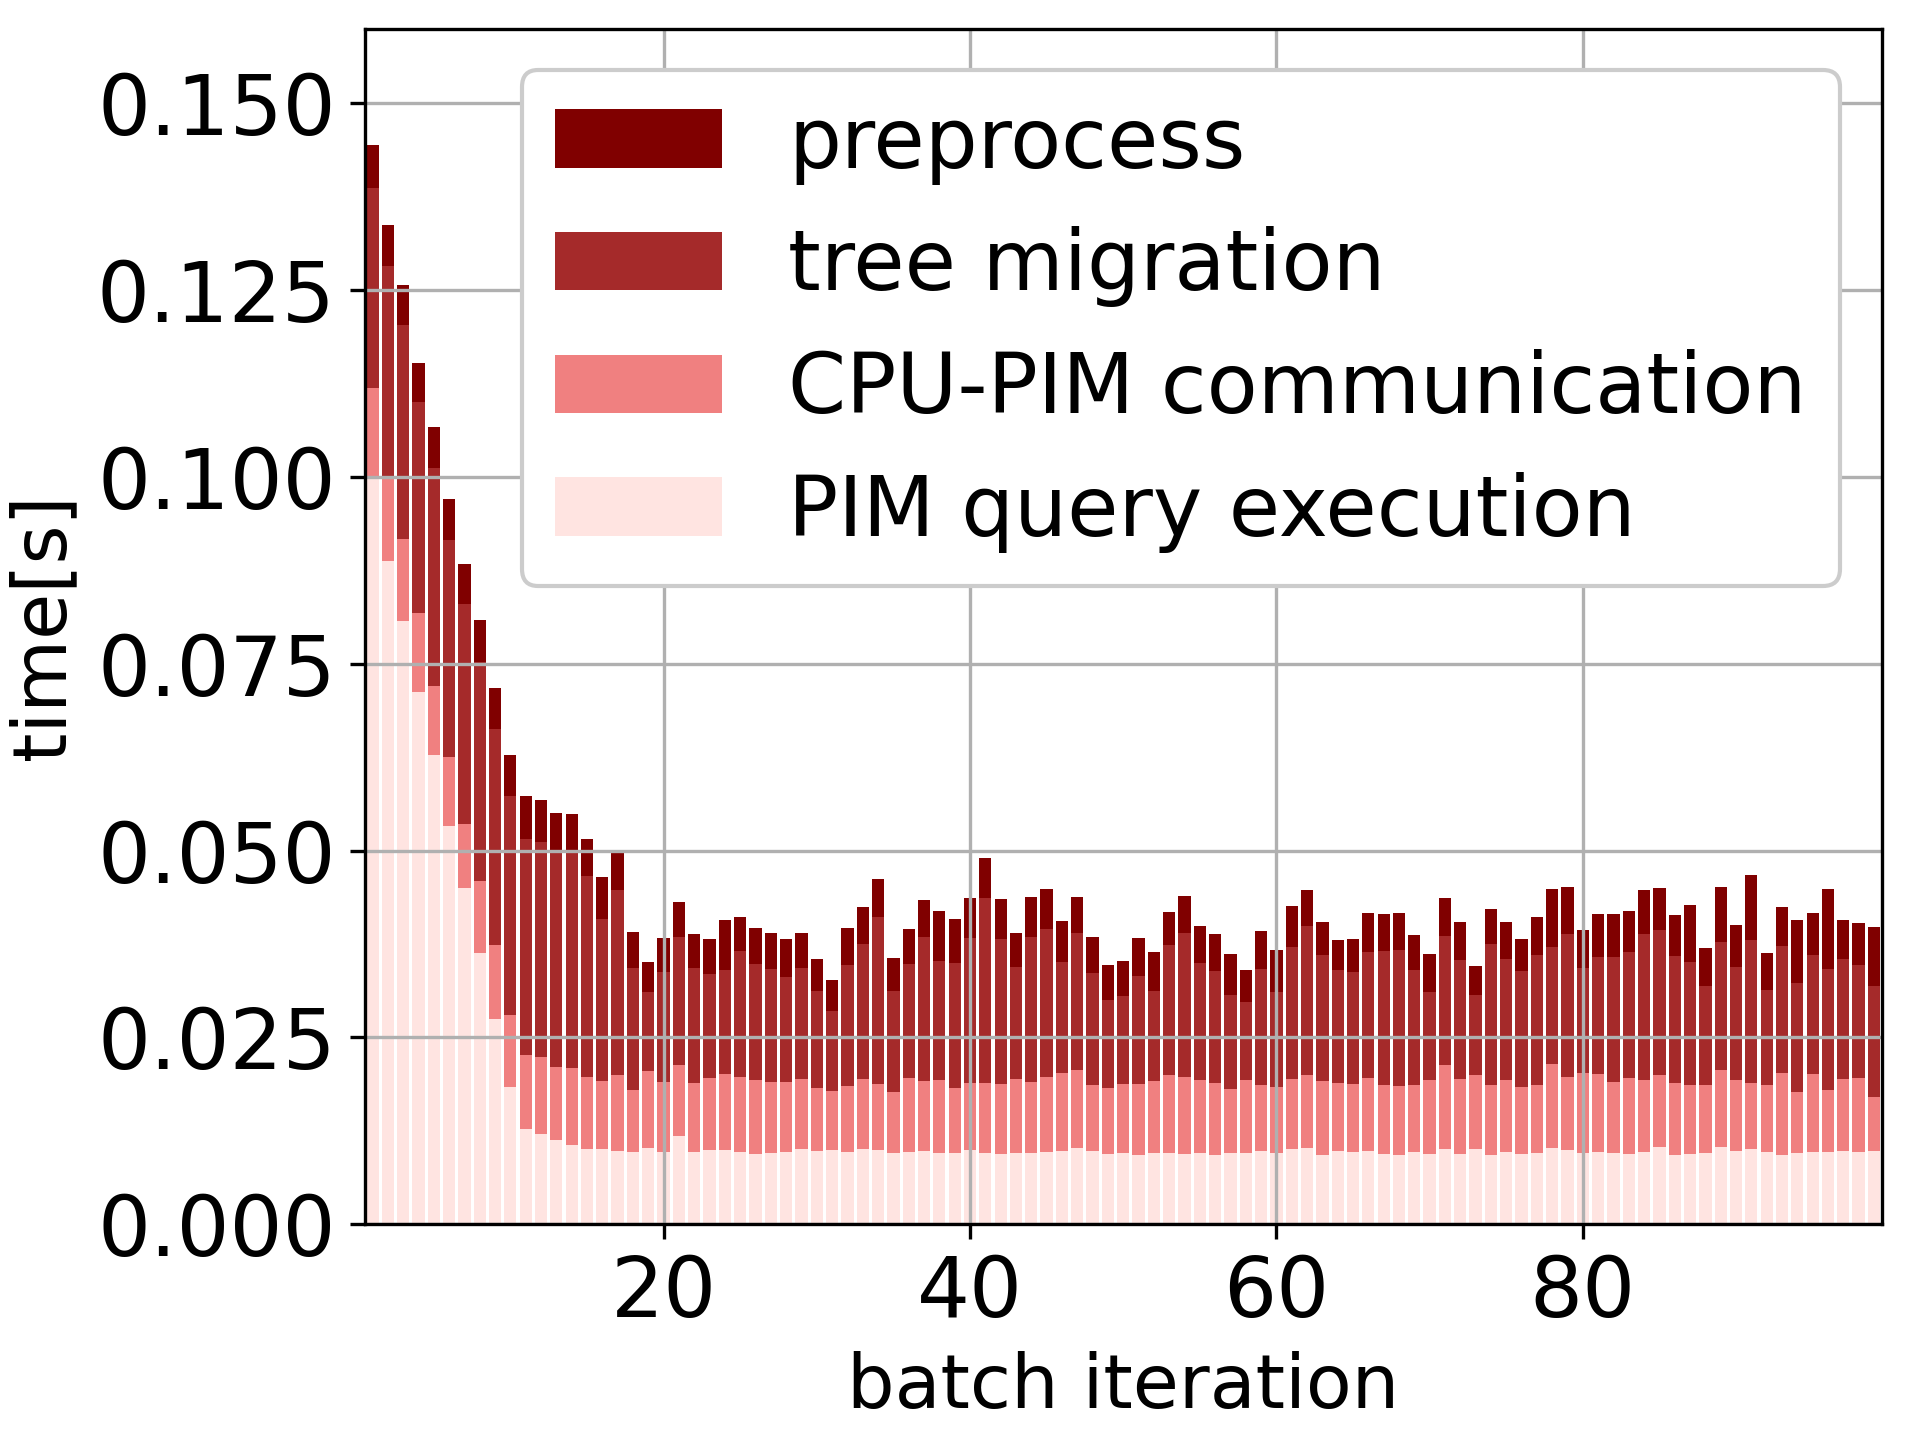 0.150
0.125
0.100
0.075
0.050
0.025
0.000
time[s]
preprocess
tree migration
CPU-PIM communication
PIM query execution
20 40 60 80
batch iteration